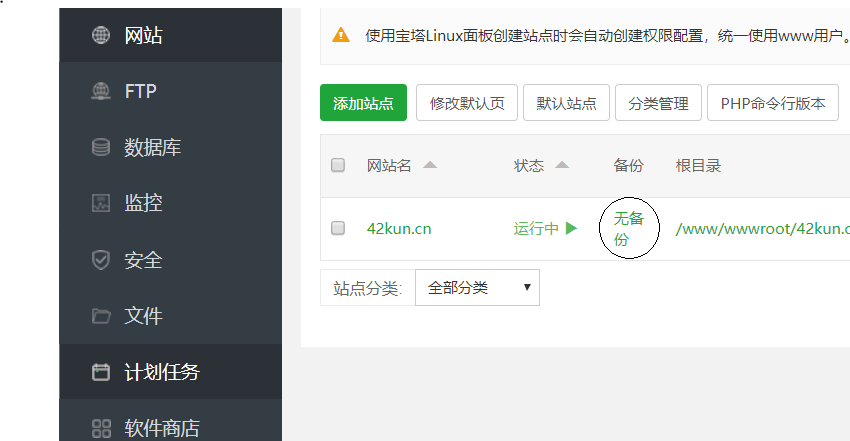 网站
FTP
数据库
监控
安全
文件
计划任务
软件商店
使用宝塔Linux面板创建站点时会自动创建权限配置，统一使用www用户。
添加站点 修改默认页 默认站点 分类管理 PHP命令行版本
网站名 状态 备份 根目录
42kun.cn 运行中 无备份 /www/wwwroot/42kun.c
站点分类: 全部分类